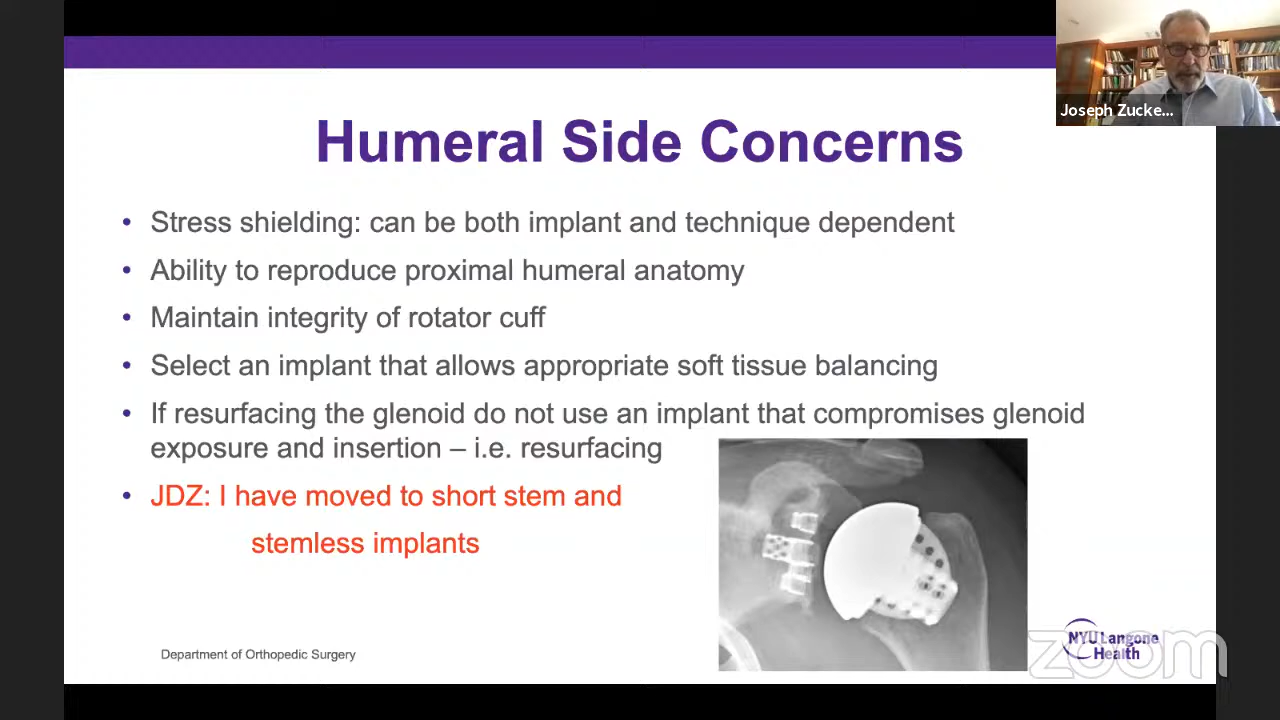 Joseph Zucke...
Humeral Side Concerns
• Stress shielding: can be both implant and technique dependent
• Ability to reproduce proximal humeral anatomy
• Maintain integrity of rotator cuff
• Select an implant that allows appropriate soft tissue balancing
• If resurfacing the glenoid do not use an implant that compromises glenoid
exposure and insertion – i.e. resurfacing
• JDZ: I have moved to short stem and
stemless implants
Department of Orthopedic Surgery
NYU Langone
Health
zoom